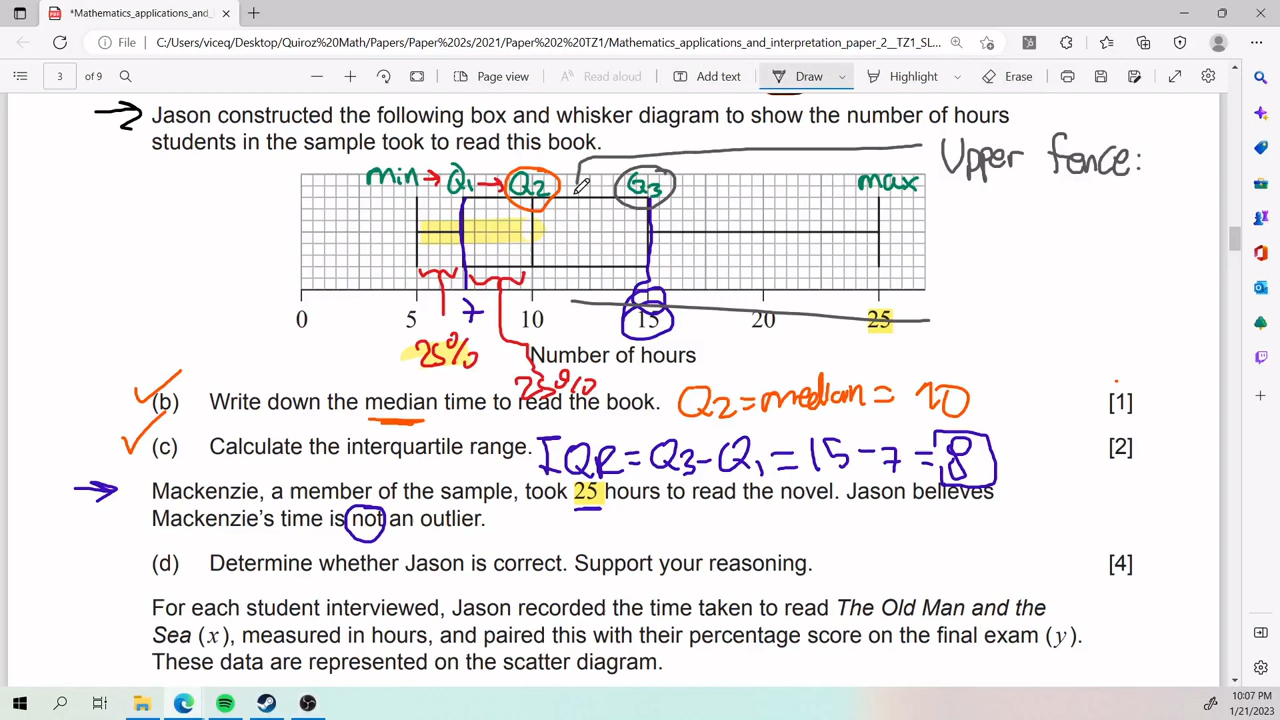 *Mathematics_applications_and_
File C:/Users/viceq/Desktop/Quiroz%20Math/Papers/Paper%202s/2021/Paper%202%20TZ1/Mathematics_applications_and_interpretation_paper_2__TZ1_SL...
3 of 9 Page view Read aloud Add text Draw Highlight Erase
Jason constructed the following box and whisker diagram to show the number of hours
students in the sample took to read this book.
Upper fence:
min → Q1 → Q2 Q3 max
7
0 5 10 15 20 25
25%
Number of hours
25%
(b) Write down the median time to read the book. Q2 = median = 10 [1]
(c) Calculate the interquartile range. IQR = Q3 - Q1 = 15 - 7 = 8 [2]
Mackenzie, a member of the sample, took 25 hours to read the novel. Jason believes
Mackenzie's time is not an outlier.
(d) Determine whether Jason is correct. Support your reasoning. [4]
For each student interviewed, Jason recorded the time taken to read The Old Man and the
Sea (x), measured in hours, and paired this with their percentage score on the final exam (y).
These data are represented on the scatter diagram.
10:07 PM
1/21/2023